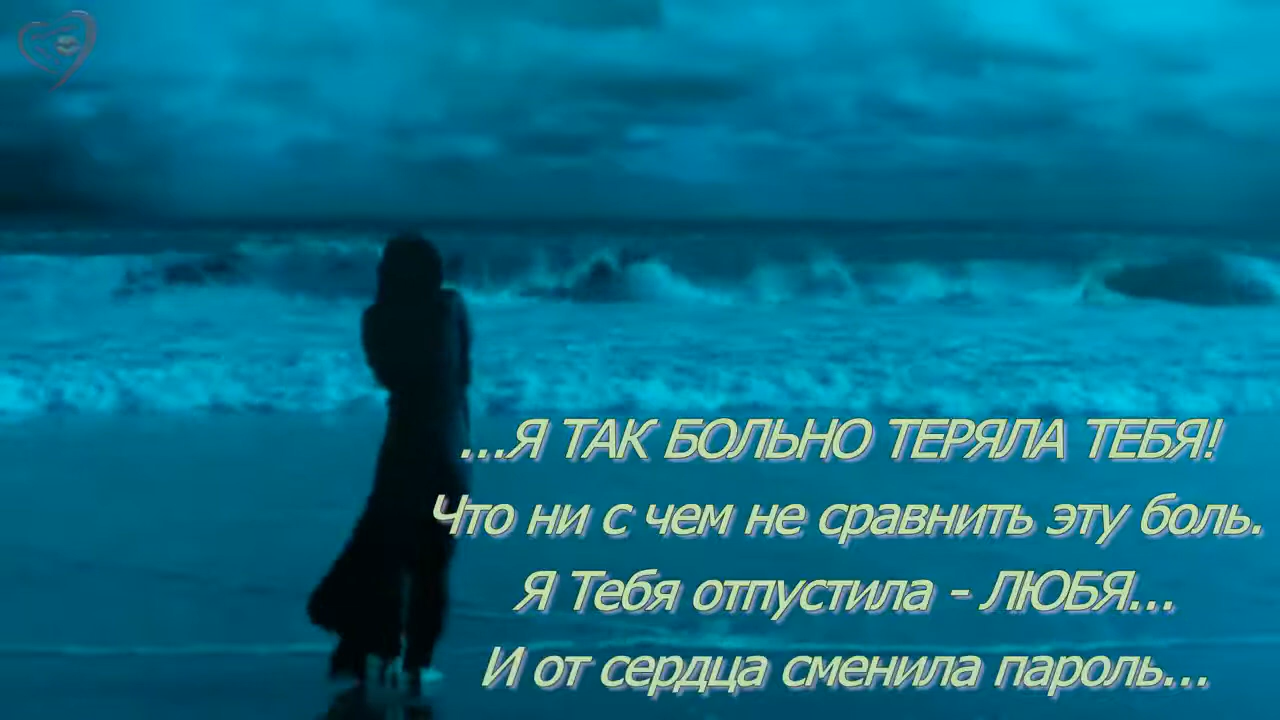 ...Я ТАК БОЛЬНО ТЕРЯЛА ТЕБЯ!
Что ни с чем не сравнить эту боль.
Я Тебя отпустила - ЛЮБЯ...
И от сердца сменила пароль...